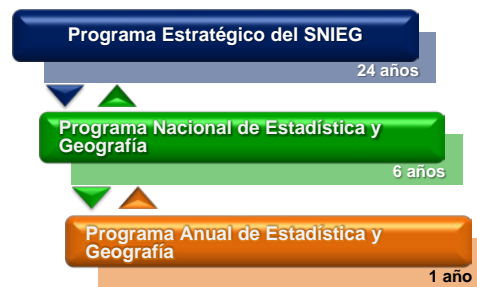 Programa Estratégico del SNIEG
24 años
Programa Nacional de Estadística y
Geografía
6 años
Programa Anual de Estadística y
Geografía
1 año